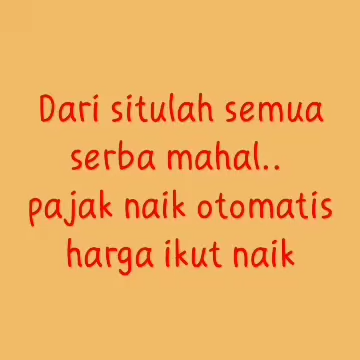 Dari situlah semua
serba mahal..
pajak naik otomatis
harga ikut naik